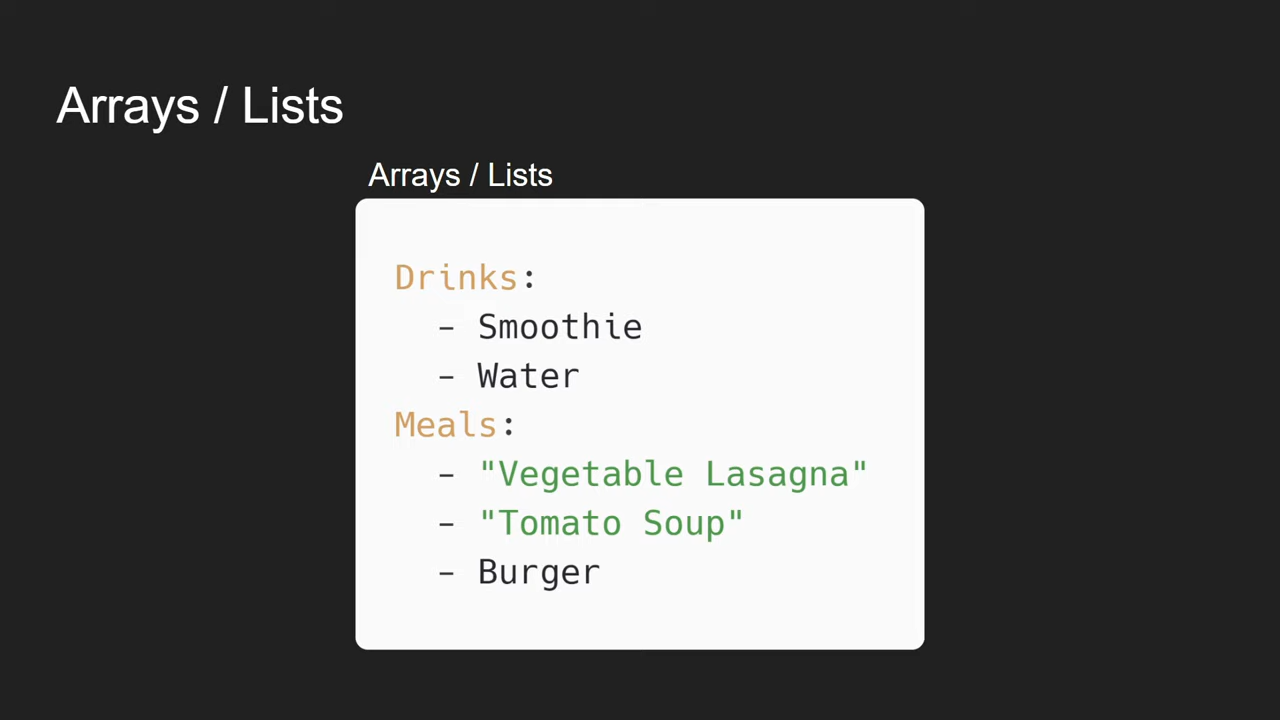 Arrays / Lists
Arrays / Lists
Drinks:
- Smoothie
- Water
Meals:
- "Vegetable Lasagna"
- "Tomato Soup"
- Burger